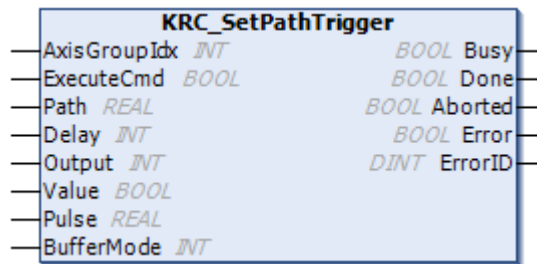 KRC_SetPathTrigger
AxisGroupIdx INT BOOL Busy
ExecuteCmd BOOL BOOL Done
Path REAL BOOL Aborted
Delay INT BOOL Error
Output INT DINT ErrorID
Value BOOL
Pulse REAL
BufferMode INT